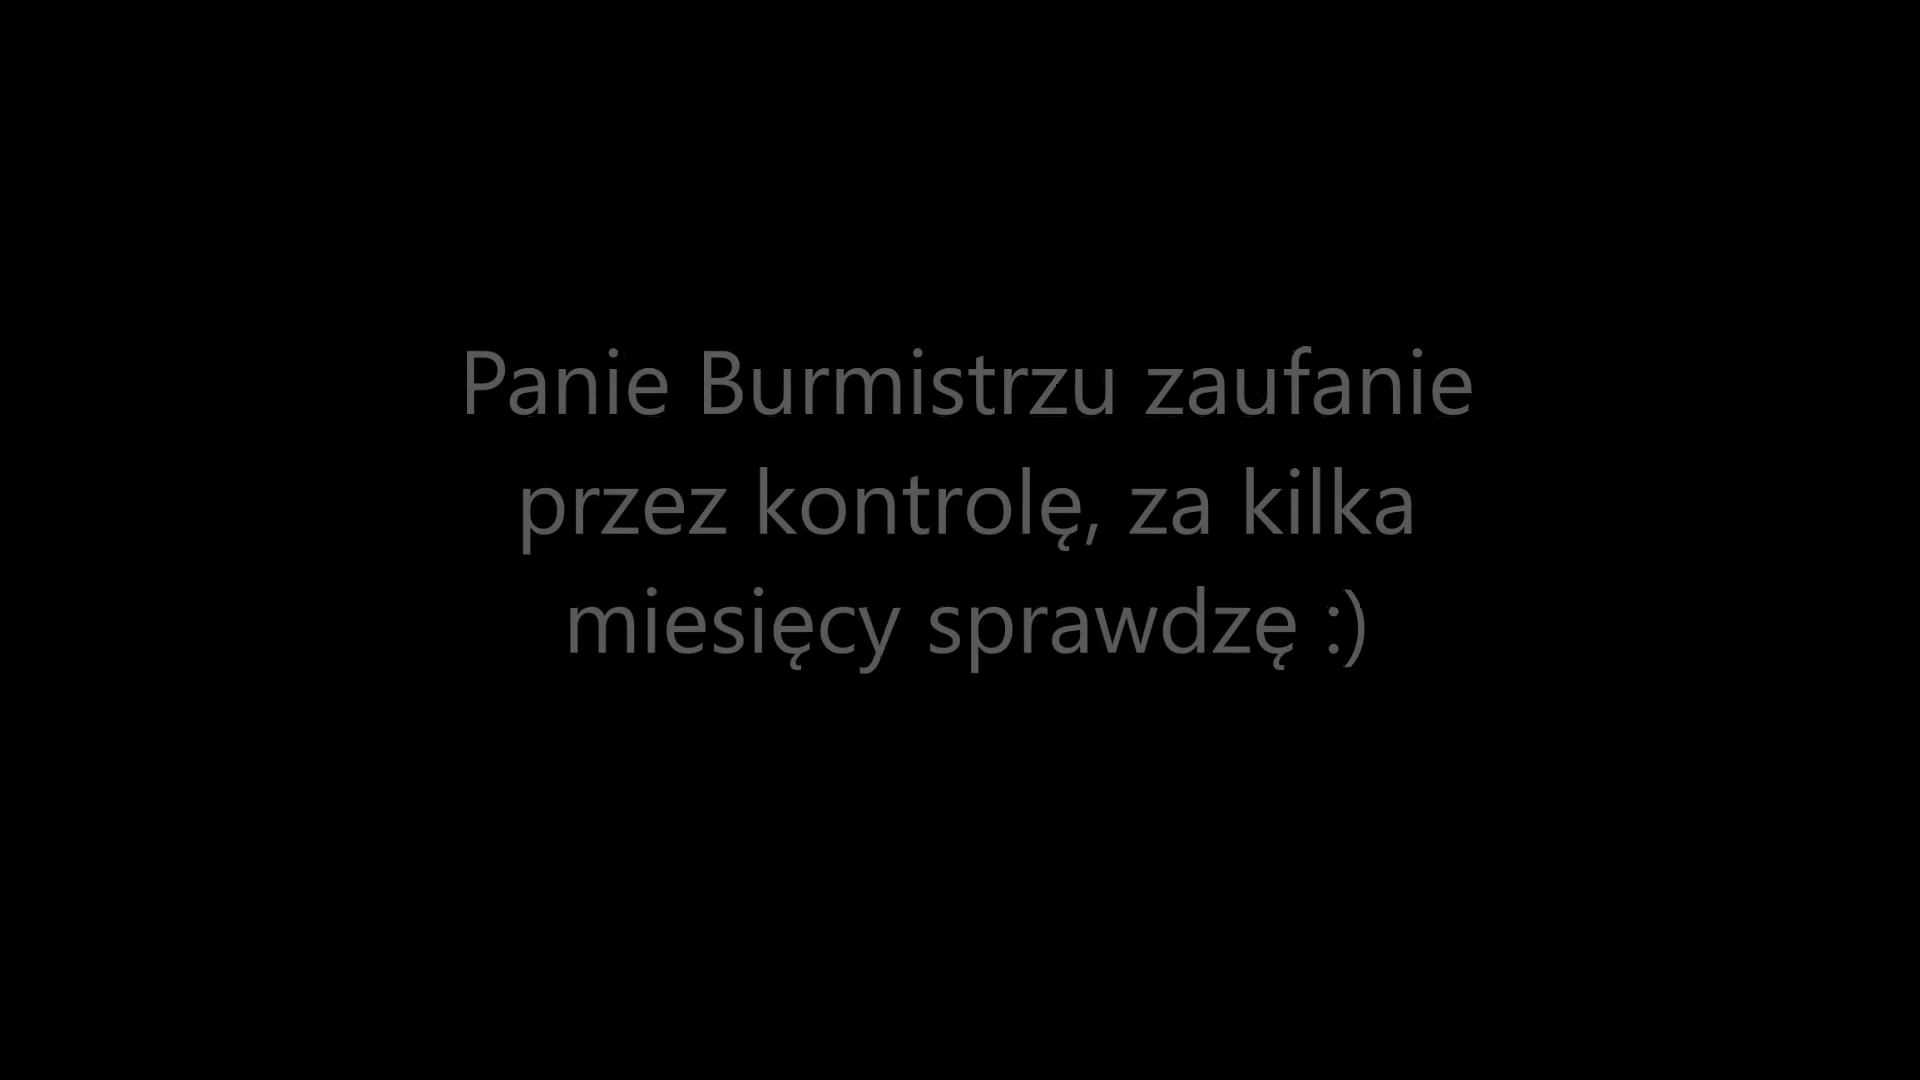 Panie Burmistrzu zaufanie
przez kontrolę, za kilka
miesięcy sprawdzę :)